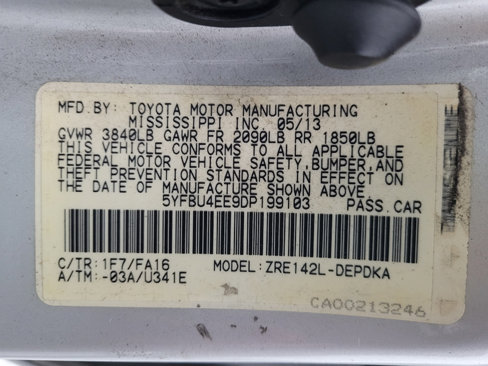 MFD.BY: TOYOTA MOTOR MANUFACTURING
MISSISSIPPI INC. 05/13
GVWR 3840LB GAWR FR 2090LB RR 1850LB
THIS VEHICLE CONFORMS TO ALL APPLICABLE
FEDERAL MOTOR VEHICLE SAFETY,BUMPER,AND
THEFT PREVENTION STANDARDS IN EFFECT ON
THE DATE OF MANUFACTURE SHOWN ABOVE.
5YFBU4EE9DP199103 PASS.CAR
C/TR:1F7/FA16 MODEL:ZRE142L-DEPDKA
A/TM:-03A/U341E
CA00213246